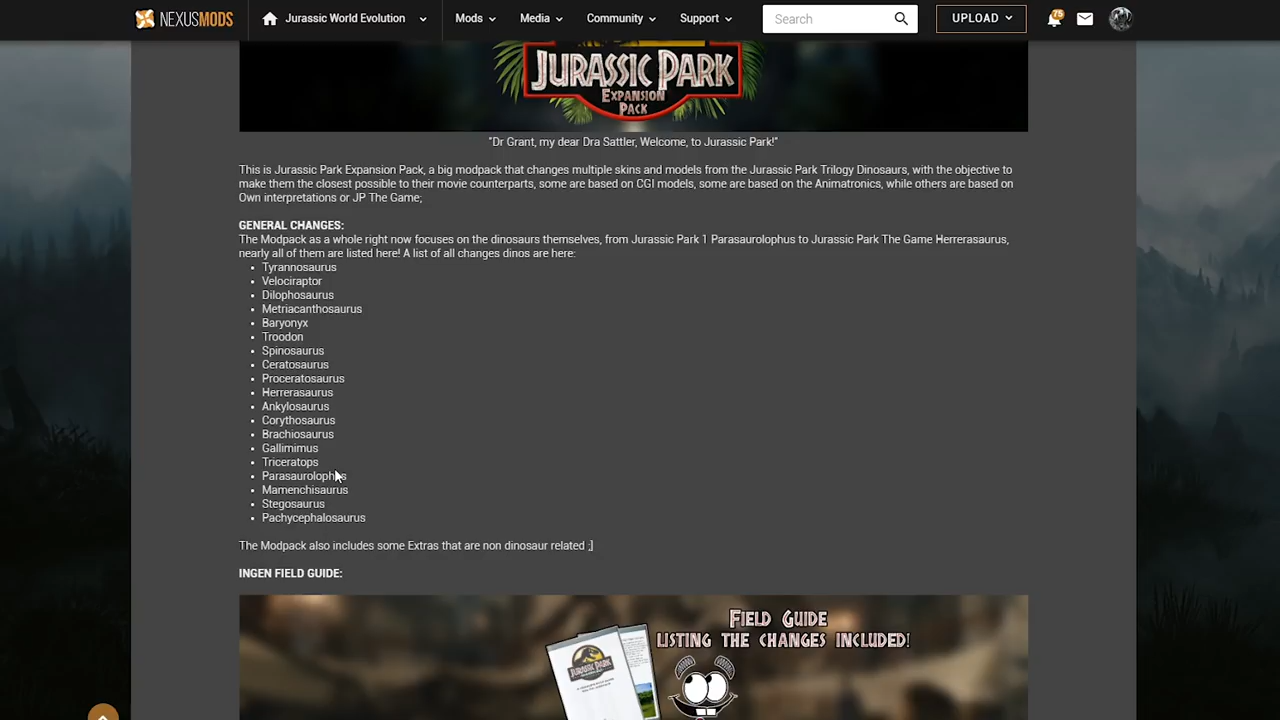 NEXUSMODS Jurassic World Evolution Mods Media Community Support Search UPLOAD 75
JURASSIC PARK
EXPANSION
PACK
"Dr Grant, my dear Dra Sattler, Welcome, to Jurassic Park!"
This is Jurassic Park Expansion Pack, a big modpack that changes multiple skins and models from the Jurassic Park Trilogy Dinosaurs, with the objective to
make them the closest possible to their movie counterparts, some are based on CGI models, some are based on the Animatronics, while others are based on
Own interpretations or JP The Game;
GENERAL CHANGES:
The Modpack as a whole right now focuses on the dinosaurs themselves, from Jurassic Park 1 Parasaurolophus to Jurassic Park The Game Herrerasaurus,
nearly all of them are listed here! A list of all changes dinos are here:
Tyrannosaurus
Velociraptor
Dilophosaurus
Metriacanthosaurus
Baryonyx
Troodon
Spinosaurus
Ceratosaurus
Proceratosaurus
Herrerasaurus
Ankylosaurus
Corythosaurus
Brachiosaurus
Gallimimus
Triceratops
Parasaurolophus
Mamenchisaurus
Stegosaurus
Pachycephalosaurus
The Modpack also includes some Extras that are non dinosaur related ;]
INGEN FIELD GUIDE:
FIELD GUIDE
LISTING THE CHANGES INCLUDED!
JURASSIC PARK